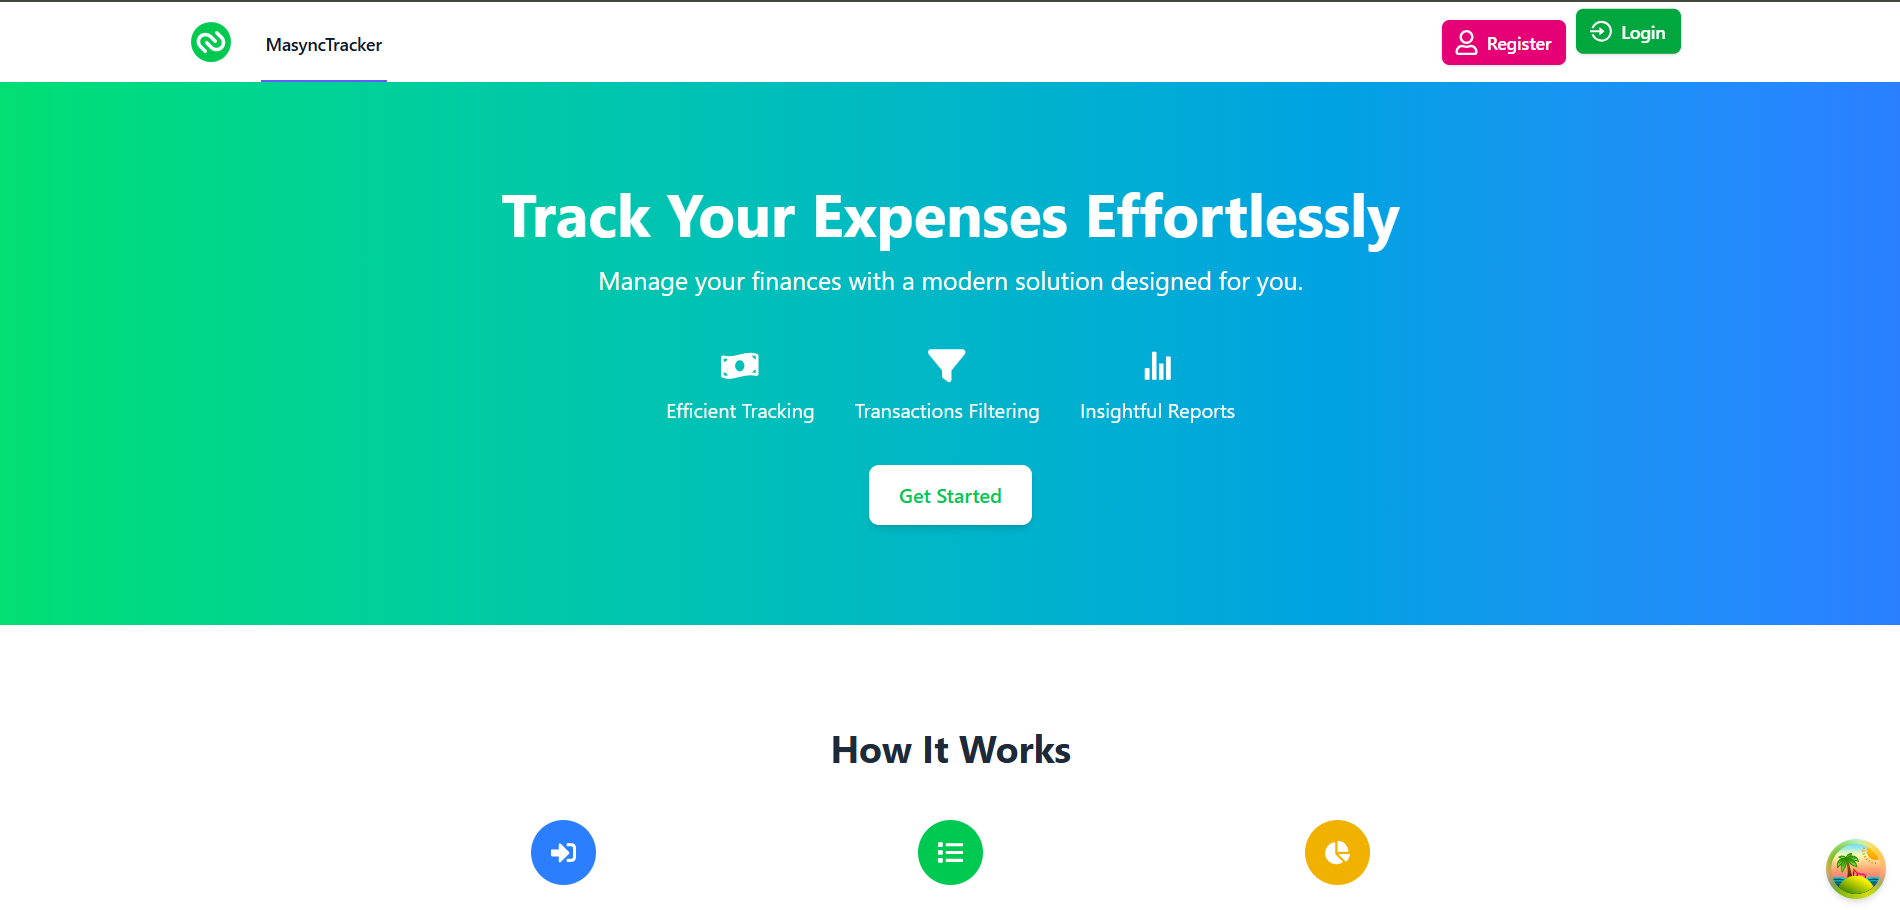 MasyncTracker
Register
Login
Track Your Expenses Effortlessly
Manage your finances with a modern solution designed for you.
Efficient Tracking
Transactions Filtering
Insightful Reports
Get Started
How It Works